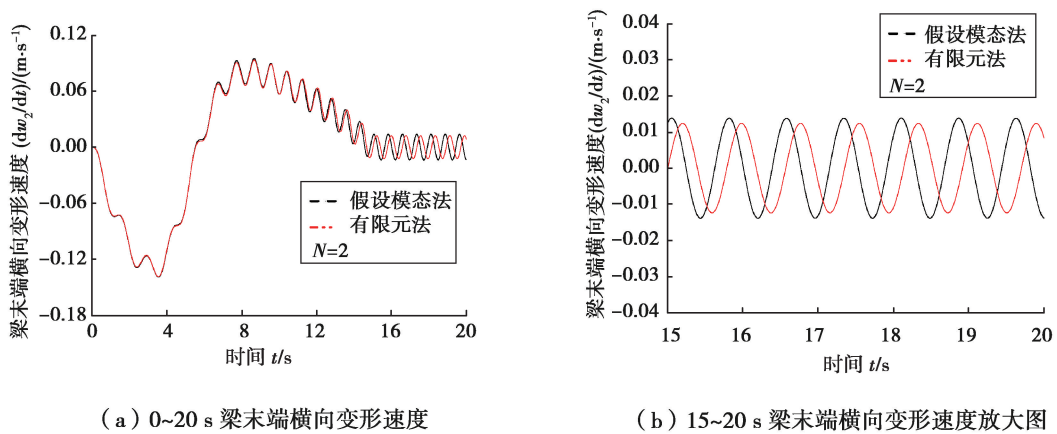 0.12
0.06
0.00
−0.06
−0.12
−0.18
梁末端横向变形速度 (dw₂/dt)/(m·s⁻¹)
假设模态法
有限元法
N=2
0 4 8 12 16 20
时间 t/s
(a) 0~20 s 梁末端横向变形速度
0.04
0.03
0.02
0.01
0.00
−0.01
−0.02
−0.03
−0.04
梁末端横向变形速度(dw₂/dt)/(m·s⁻¹)
假设模态法
有限元法
N=2
15 16 17 18 19 20
时间 t/s
(b) 15~20 s 梁末端横向变形速度放大图